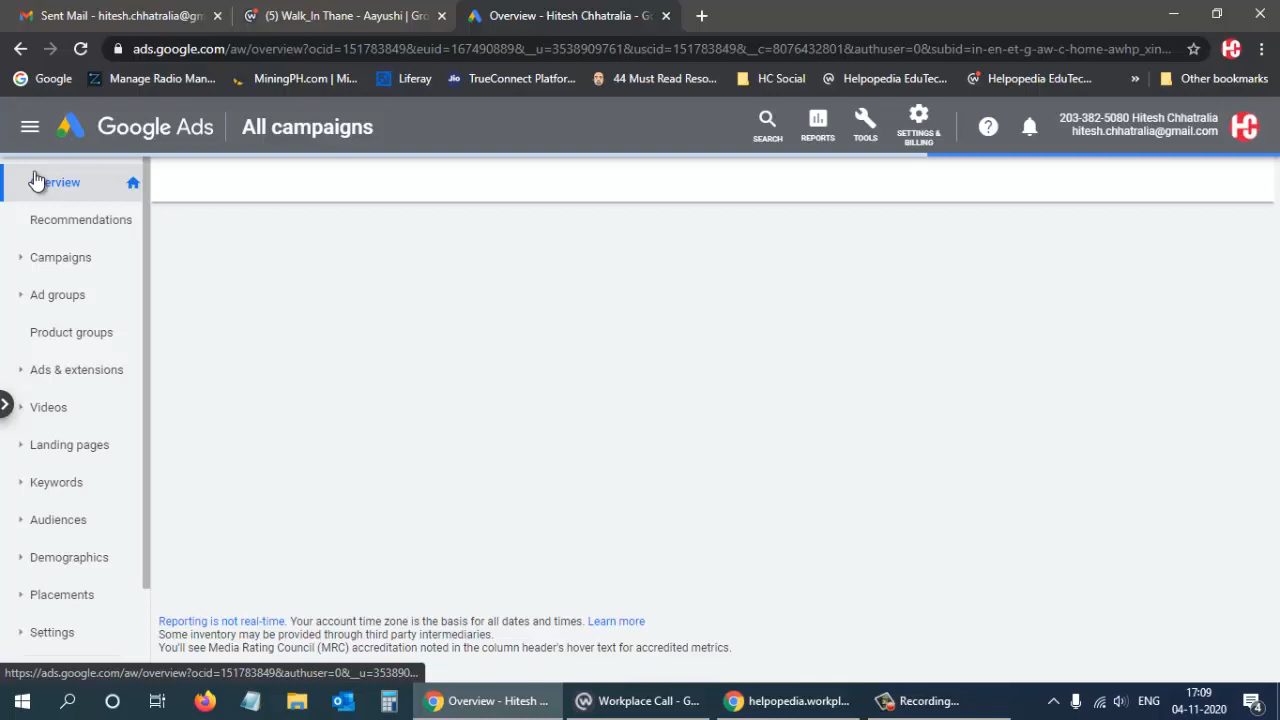 Sent Mail - hitesh.chhatralia@gm
(5) Walk_In Thane - Aayushi | Gro
Overview - Hitesh Chhatralia - Go
ads.google.com/aw/overview?ocid=151783849&euid=167490889&__u=3538909761&uscid=151783849&__c=8076432801&authuser=0&subid=in-en-et-g-aw-c-home-awhp_xin...
Google
Manage Radio Man...
MiningPH.com | Mi...
Liferay
Jio
TrueConnect Platfor...
44 Must Read Reso...
HC Social
Helpopedia EduTec...
Helpopedia EduTec...
»
Other bookmarks
Google Ads
All campaigns
SEARCH
REPORTS
TOOLS
SETTINGS &
BILLING
203-382-5080 Hitesh Chhatralia
hitesh.chhatralia@gmail.com
HC
Overview
Recommendations
Campaigns
Ad groups
Product groups
Ads & extensions
Videos
Landing pages
Keywords
Audiences
Demographics
Placements
Settings
Reporting is not real-time. Your account time zone is the basis for all dates and times. Learn more
Some inventory may be provided through third party intermediaries.
You'll see Media Rating Council (MRC) accreditation noted in the column header's hover text for accredited metrics.
https://ads.google.com/aw/overview?ocid=151783849&authuser=0&__u=353890...
Overview - Hitesh ...
Workplace Call - G...
helpopedia.workpl...
Recording...
ENG
17:09
04-11-2020
4